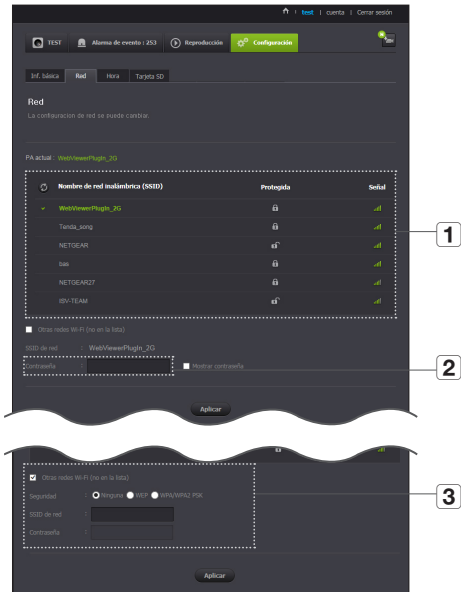 test | cuenta | Cerrar sesión
TEST Alarma de evento : 253 Reproducción Configuración
Inf. básica Red Hora Tarjeta SD
Red
La configuracion de red se puede cambiar.
PA actual : WebViewerPlugIn_2G
Nombre de red inalámbrica (SSID) Protegida Señal
WebViewerPlugIn_2G
Tenda_song
NETGEAR
bas
NETGEAR27
ISV-TEAM
1
Otras redes Wi-Fi (no en la lista)
SSID de red : WebViewerPlugIn_2G
Contraseña : Mostrar contraseña
2
Aplicar
Otras redes Wi-Fi (no en la lista)
Seguridad : Ninguna WEP WPA/WPA2 PSK
3
SSID de red :
Contraseña :
Aplicar